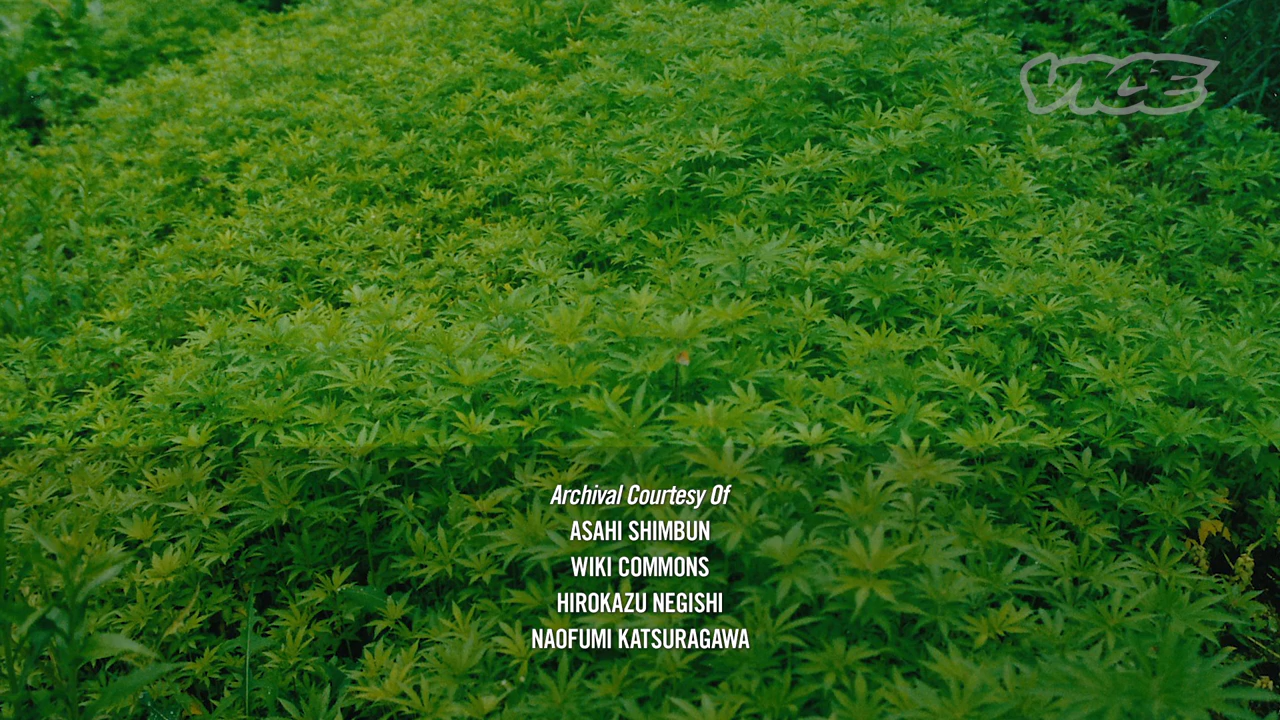 VICE
Archival Courtesy Of
ASAHI SHIMBUN
WIKI COMMONS
HIROKAZU NEGISHI
NAOFUMI KATSURAGAWA